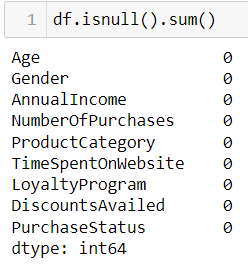 1 df.isnull().sum()
Age 0
Gender 0
AnnualIncome 0
NumberOfPurchases 0
ProductCategory 0
TimeSpentOnWebsite 0
LoyaltyProgram 0
DiscountsAvailed 0
PurchaseStatus 0
dtype: int64